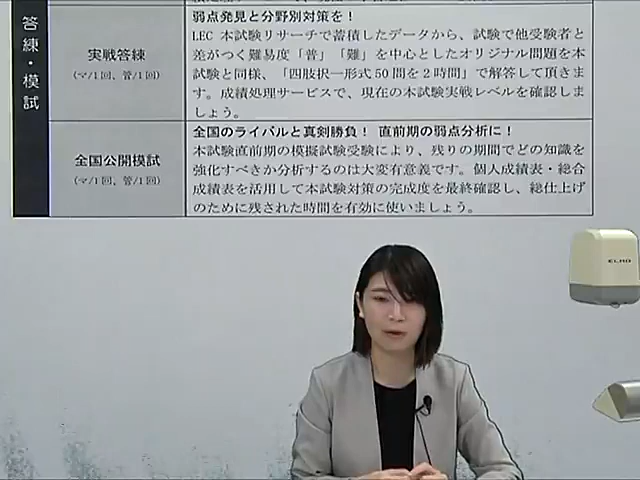 答練・模試
実戦答練
(マ/1回、管/1回)
弱点発見と分野別対策を！
LEC 本試験リサーチで蓄積したデータから、試験で他受験者と
差がつく難易度「普」「難」を中心としたオリジナル問題を本
試験と同様、「四肢択一形式50問を2時間」で解答して頂きま
す。成績処理サービスで、現在の本試験実戦レベルを確認しま
しょう。
全国公開模試
(マ/1回、管/1回)
全国のライバルと真剣勝負！ 直前期の弱点分析に！
本試験直前期の模擬試験受験により、残りの期間でどの知識を
強化すべきか分析するのは大変有意義です。個人成績表・総合
成績表を活用して本試験対策の完成度を最終確認し、総仕上げ
のために残された時間を有効に使いましょう。
ELMO